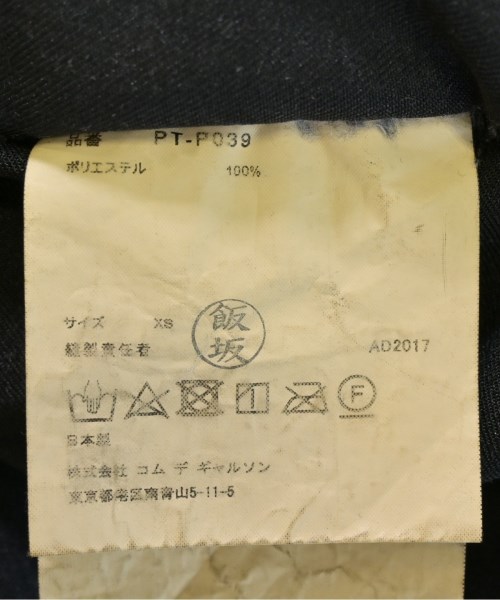 品番 PT-P039
ポリエステル 100%
サイズ XS
飯坂
縫製責任者 AD2017
F
日本製
株式会社 コム デ ギャルソン
東京都港区南青山5-11-5